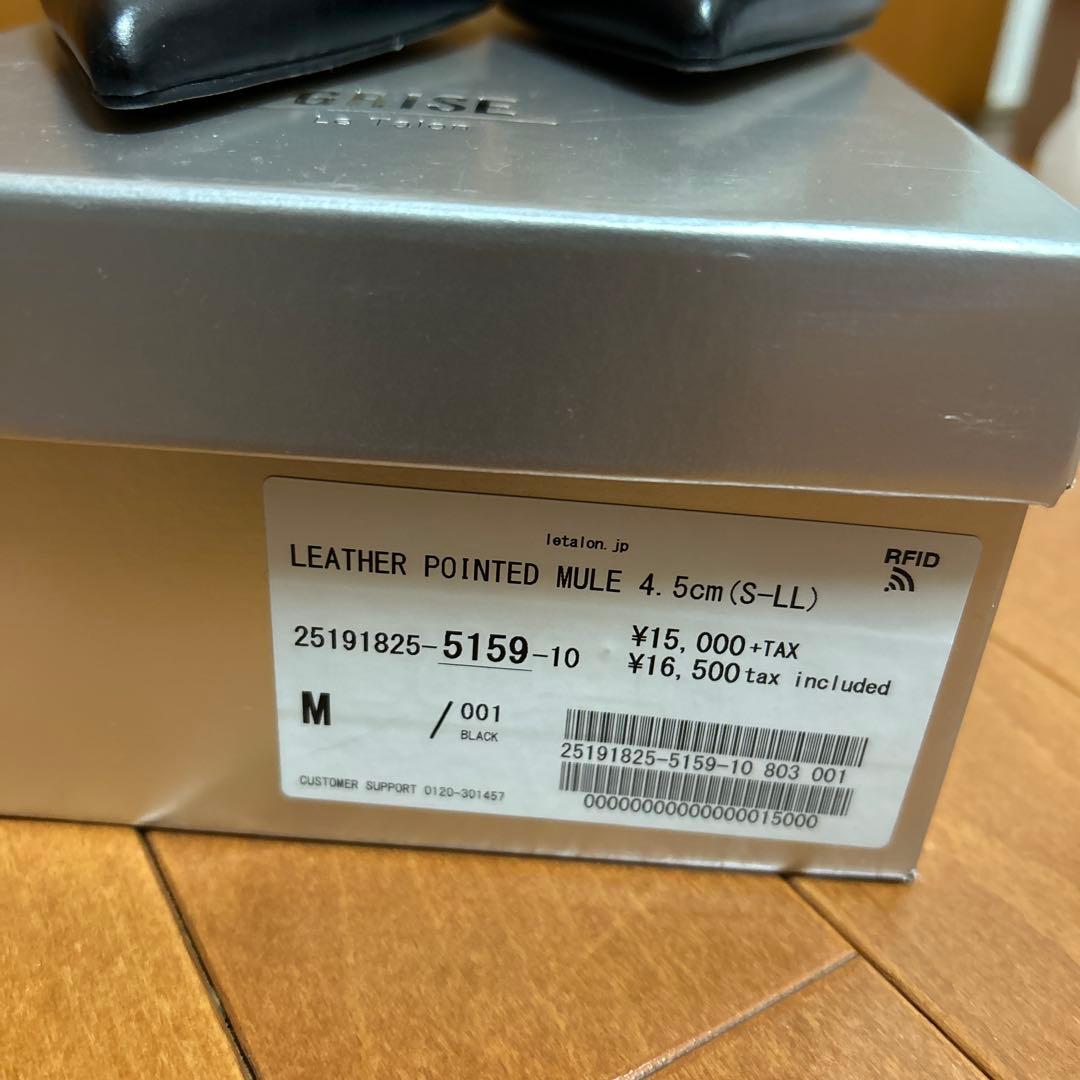 GRISE
Le Talon
letalon.jp
RFID
LEATHER POINTED MULE 4.5cm(S-LL)
25191825-5159-10
¥15,000+TAX
¥16,500tax included
M / 001
BLACK
25191825-5159-10 803 001
CUSTOMER SUPPORT 0120-301457
00000000000000015000